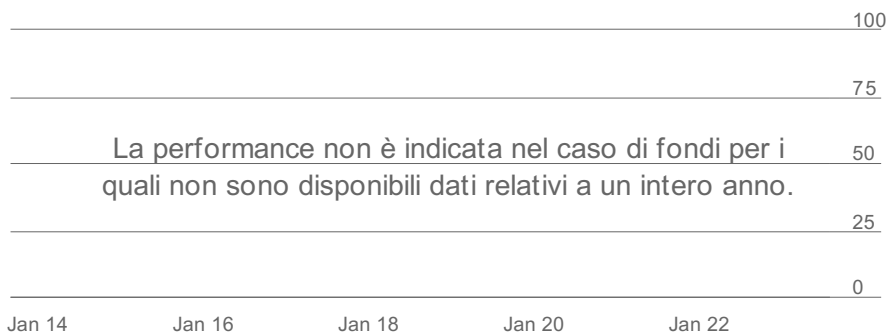 100
75
La performance non è indicata nel caso di fondi per i
50
quali non sono disponibili dati relativi a un intero anno.
25
0
Jan 14 Jan 16 Jan 18 Jan 20 Jan 22